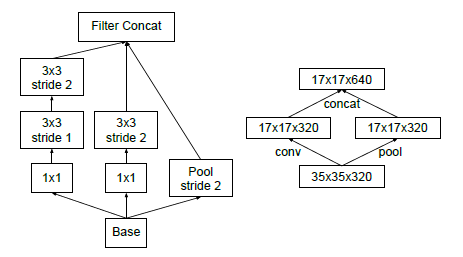 Filter Concat
3x3
stride 2
3x3
stride 1
3x3
stride 2
1x1
1x1
Pool
stride 2
Base
17x17x640
concat
17x17x320
17x17x320
conv
pool
35x35x320